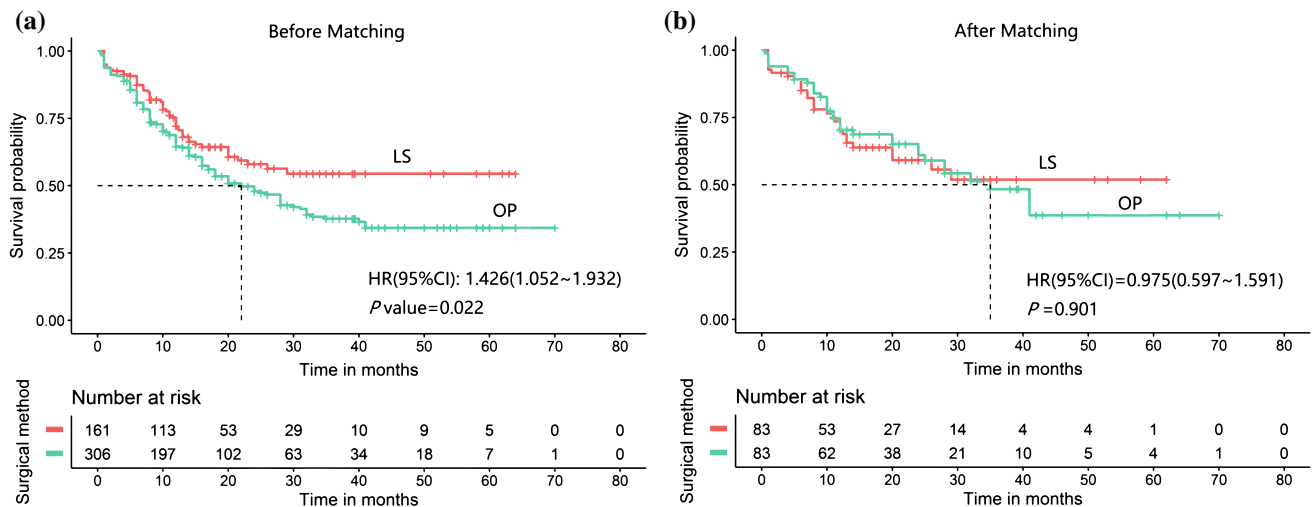 (a)
Before Matching
Survival probability
1.00
0.75
0.50
0.25
0.00
LS
OP
HR(95%CI): 1.426(1.052~1.932)
P value=0.022
0 10 20 30 40 50 60 70 80
Time in months
Surgical method
Number at risk
161 113 53 29 10 9 5 0 0
306 197 102 63 34 18 7 1 0
0 10 20 30 40 50 60 70 80
Time in months
(b)
After Matching
Survival probability
1.00
0.75
0.50
0.25
0.00
LS
OP
HR(95%CI)=0.975(0.597~1.591)
P =0.901
0 10 20 30 40 50 60 70 80
Time in months
Surgical method
Number at risk
83 53 27 14 4 4 1 0 0
83 62 38 21 10 5 4 1 0
0 10 20 30 40 50 60 70 80
Time in months